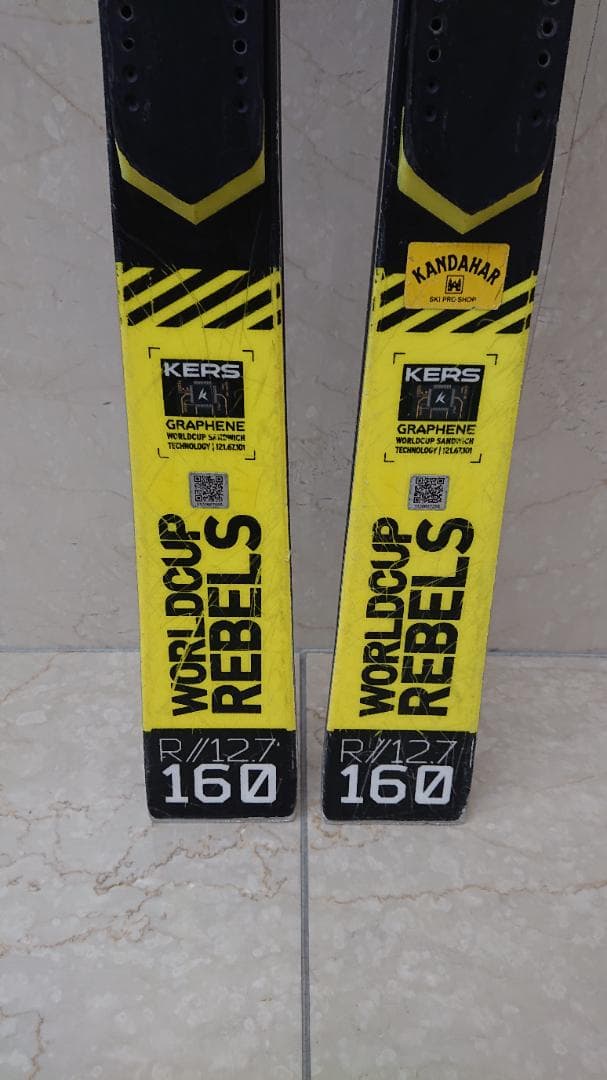 KERS
GRAPHENE
WORLDCUP SANDWICH
TECHNOLOGY | 121.67.101
WORLDCUP
REBELS
R//12.7
160
KANDAHAR
SKI PRO SHOP
KERS
GRAPHENE
WORLDCUP SANDWICH
TECHNOLOGY | 121.67.101
WORLDCUP
REBELS
R//12.7
160